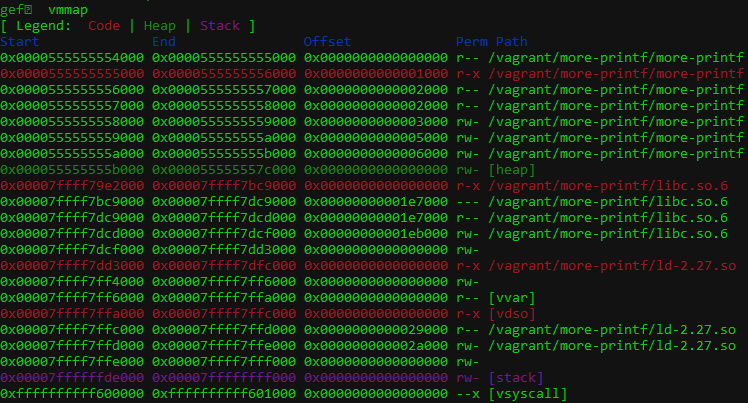 gef➤  vmmap
[ Legend:  Code | Heap | Stack ]
Start              End                Offset             Perm Path
0x0000555555554000 0x0000555555555000 0x0000000000000000 r-- /vagrant/more-printf/more-printf
0x0000555555555000 0x0000555555556000 0x0000000000001000 r-x /vagrant/more-printf/more-printf
0x0000555555556000 0x0000555555557000 0x0000000000002000 r-- /vagrant/more-printf/more-printf
0x0000555555557000 0x0000555555558000 0x0000000000002000 r-- /vagrant/more-printf/more-printf
0x0000555555558000 0x0000555555559000 0x0000000000003000 rw- /vagrant/more-printf/more-printf
0x0000555555559000 0x000055555555a000 0x0000000000005000 rw- /vagrant/more-printf/more-printf
0x000055555555a000 0x000055555555b000 0x0000000000006000 rw- /vagrant/more-printf/more-printf
0x000055555555b000 0x000055555557c000 0x0000000000000000 rw- [heap]
0x00007ffff79e2000 0x00007ffff7bc9000 0x0000000000000000 r-x /vagrant/more-printf/libc.so.6
0x00007ffff7bc9000 0x00007ffff7dc9000 0x00000000001e7000 --- /vagrant/more-printf/libc.so.6
0x00007ffff7dc9000 0x00007ffff7dcd000 0x00000000001e7000 r-- /vagrant/more-printf/libc.so.6
0x00007ffff7dcd000 0x00007ffff7dcf000 0x00000000001eb000 rw- /vagrant/more-printf/libc.so.6
0x00007ffff7dcf000 0x00007ffff7dd3000 0x0000000000000000 rw-
0x00007ffff7dd3000 0x00007ffff7dfc000 0x0000000000000000 r-x /vagrant/more-printf/ld-2.27.so
0x00007ffff7ff4000 0x00007ffff7ff6000 0x0000000000000000 rw-
0x00007ffff7ff6000 0x00007ffff7ffa000 0x0000000000000000 r-- [vvar]
0x00007ffff7ffa000 0x00007ffff7ffc000 0x0000000000000000 r-x [vdso]
0x00007ffff7ffc000 0x00007ffff7ffd000 0x0000000000029000 r-- /vagrant/more-printf/ld-2.27.so
0x00007ffff7ffd000 0x00007ffff7ffe000 0x000000000002a000 rw- /vagrant/more-printf/ld-2.27.so
0x00007ffff7ffe000 0x00007ffff7fff000 0x0000000000000000 rw-
0x00007ffffffde000 0x00007ffffffff000 0x0000000000000000 rw- [stack]
0xffffffffff600000 0xffffffffff601000 0x0000000000000000 --x [vsyscall]